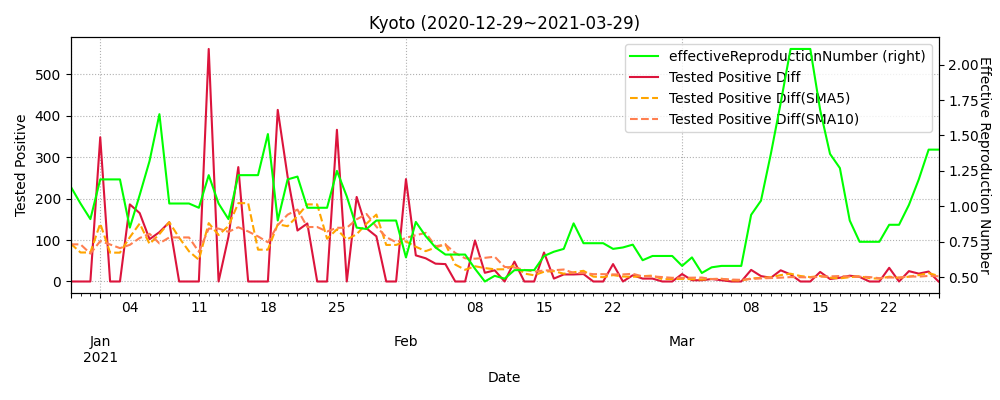 Kyoto (2020-12-29~2021-03-29)
effectiveReproductionNumber (right)
Tested Positive Diff
Tested Positive Diff(SMA5)
Tested Positive Diff(SMA10)
Tested Positive
500
400
300
200
100
0
2.00
1.75
1.50
1.25
1.00
0.75
0.50
Effective Reproduction Number
04 11 18 25 08 15 22 08 15 22
Jan Feb Mar
2021
Date